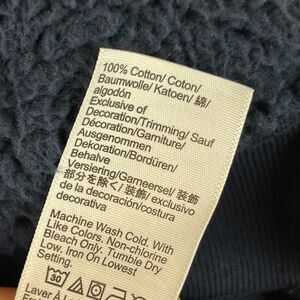 100% Cotton/ Coton/
Baumwolle/ Katoen/ 綿/
algodón
Exclusive of
Decoration/Trimming/ Sauf
Décoration/Garniture/
Ausgenommen
Dekoration/Bordüren/
Behalve
Versiering/Garneersel/ 装飾
部分を除く/ 装飾/ exclusivo
de la decoración/costura
decorativa
Machine Wash Cold. With
Like Colors. Non-chlorine
Bleach Only. Tumble Dry
Low. Iron On Lowest
Setting.
30
Laver À L